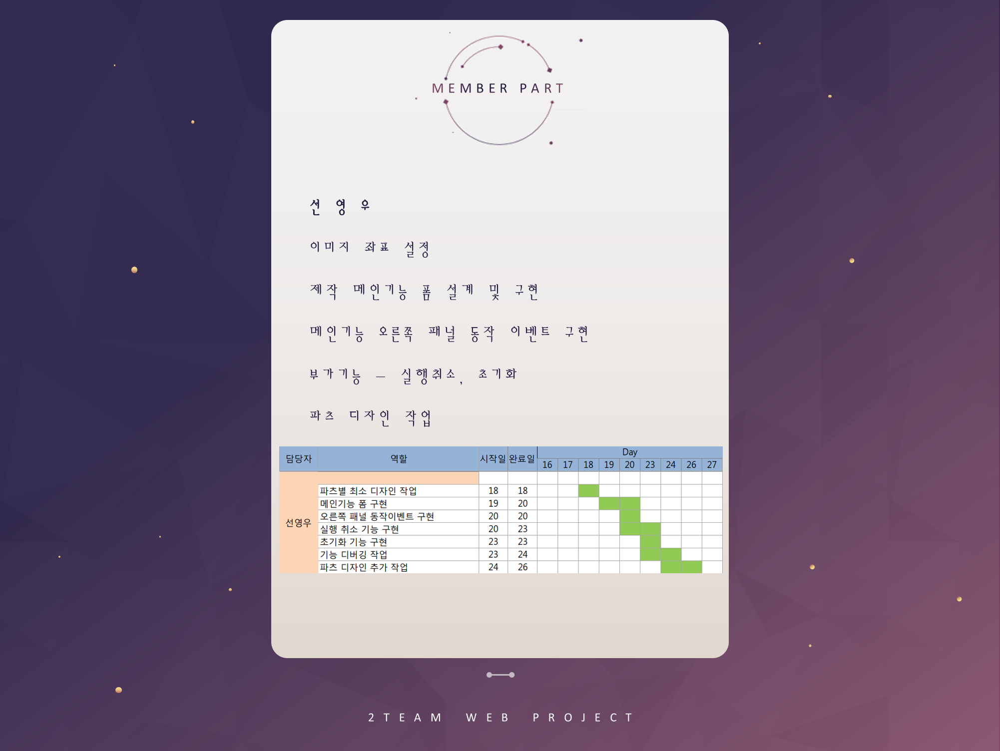 MEMBER PART
선 영 우
이미지 좌표 설정
제작 메인기능 폼 설계 및 구현
메인기능 오른쪽 패널 동작 이벤트 구현
부가기능 – 실행취소, 초기화
파츠 디자인 작업
담당자 역할 시작일 완료일 Day
16 17 18 19 20 23 24 26 27
선영우
파츠별 최소 디자인 작업 18 18
메인기능 폼 구현 19 20
오른쪽 패널 동작이벤트 구현 20 20
실행 취소 기능 구현 20 23
초기화 기능 구현 23 23
기능 디버깅 작업 23 24
파츠 디자인 추가 작업 24 26
2TEAM WEB PROJECT